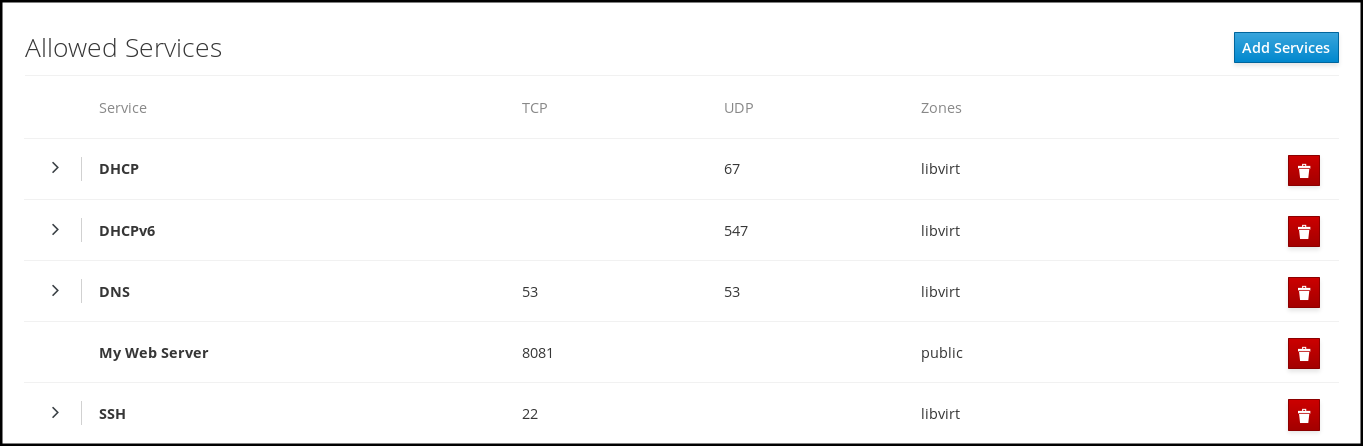 Allowed Services Add Services
Service TCP UDP Zones
DHCP 67 libvirt
DHCPv6 547 libvirt
DNS 53 53 libvirt
My Web Server 8081 public
SSH 22 libvirt